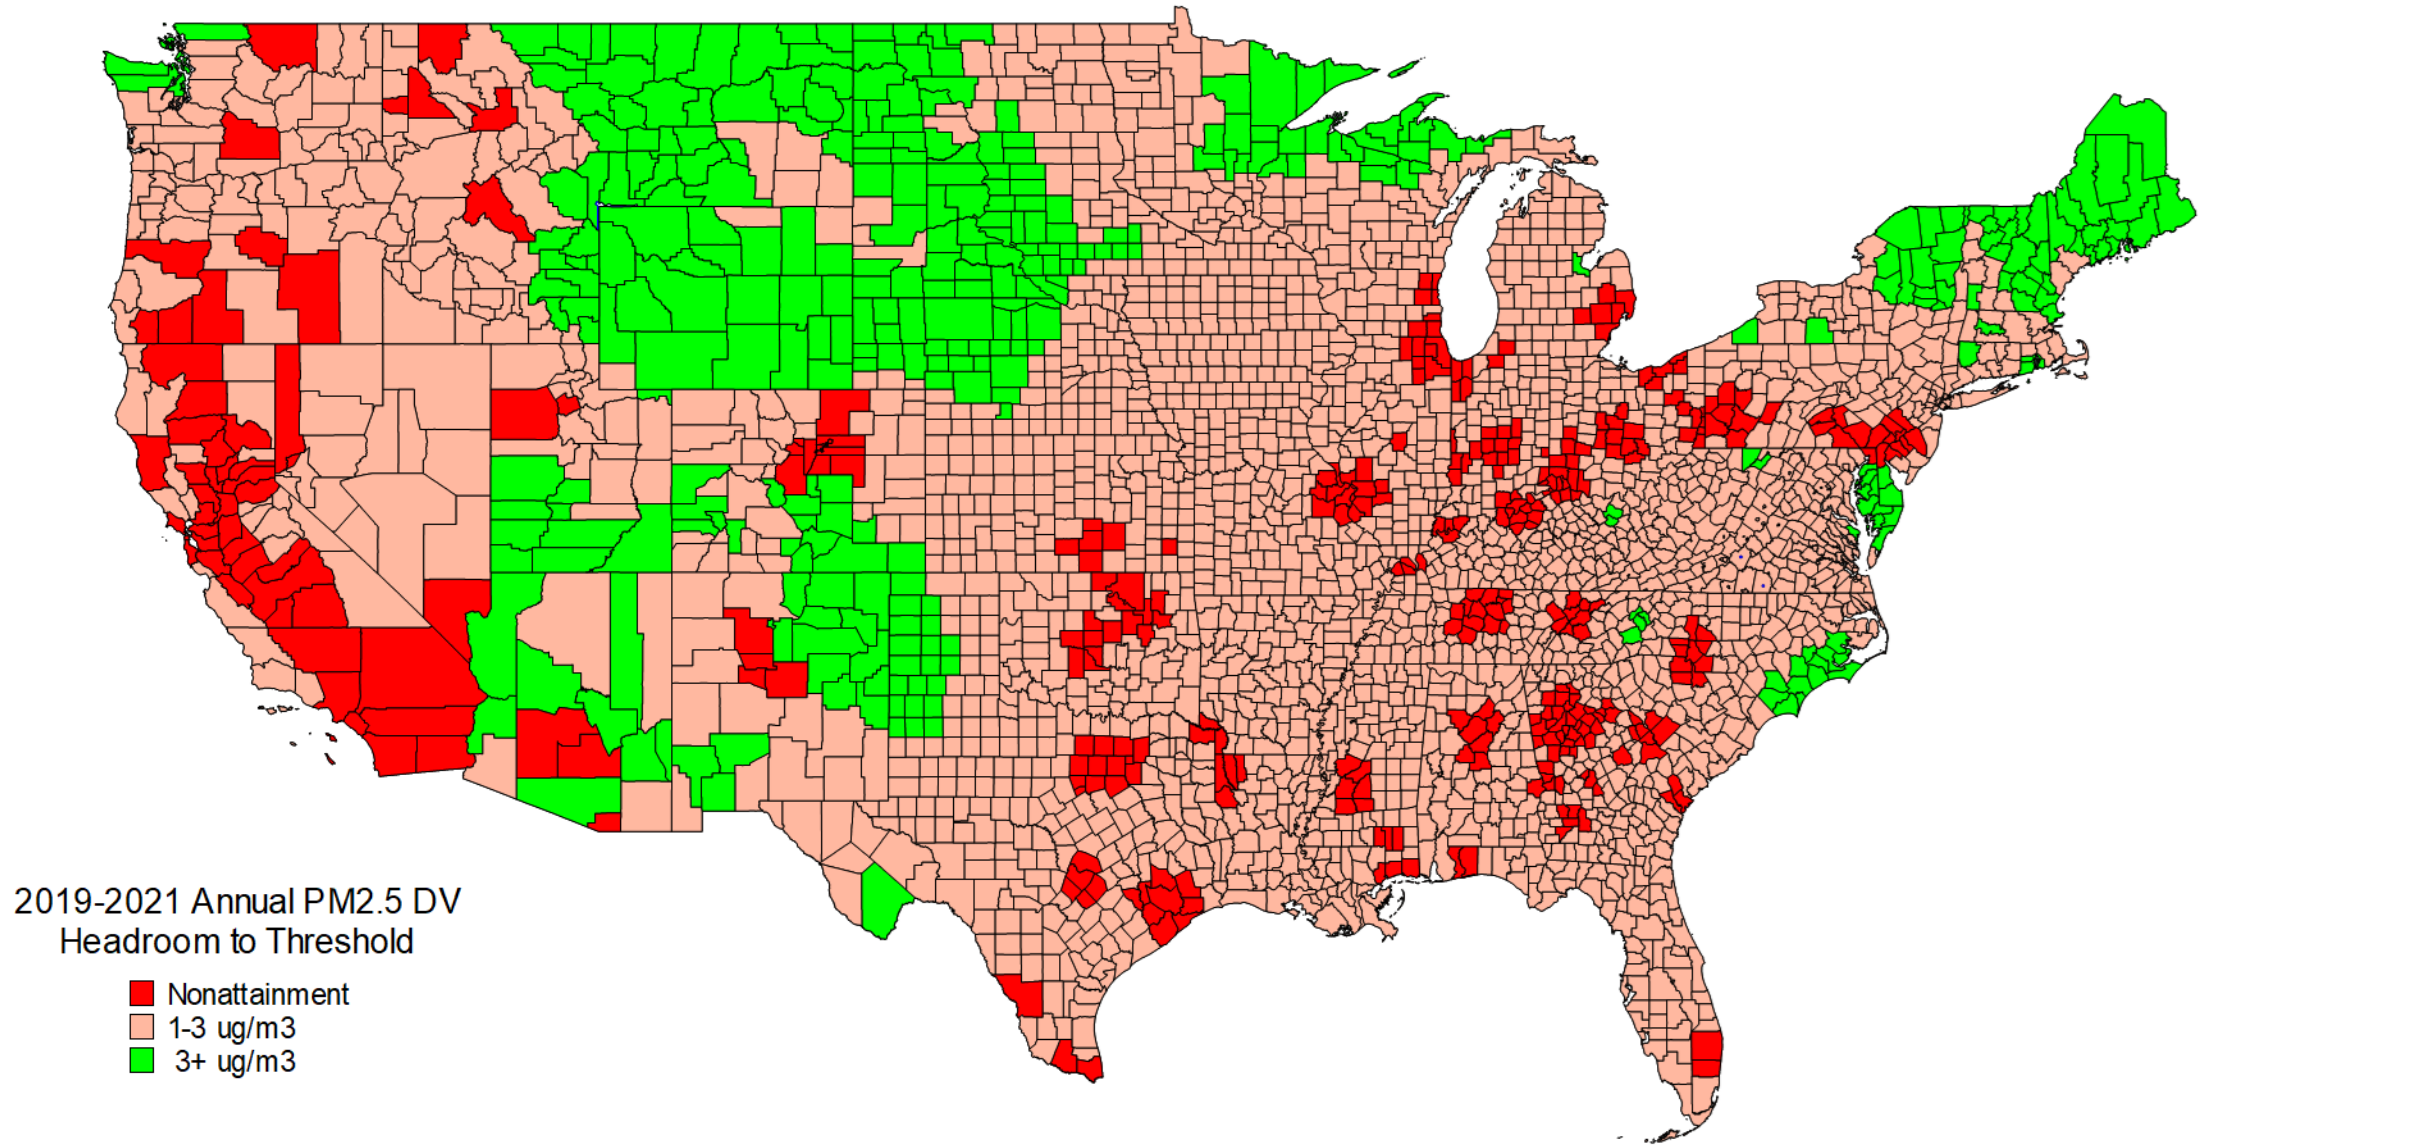 2019-2021 Annual PM2.5 DV
Headroom to Threshold
Nonattainment
1-3 ug/m3
3+ ug/m3